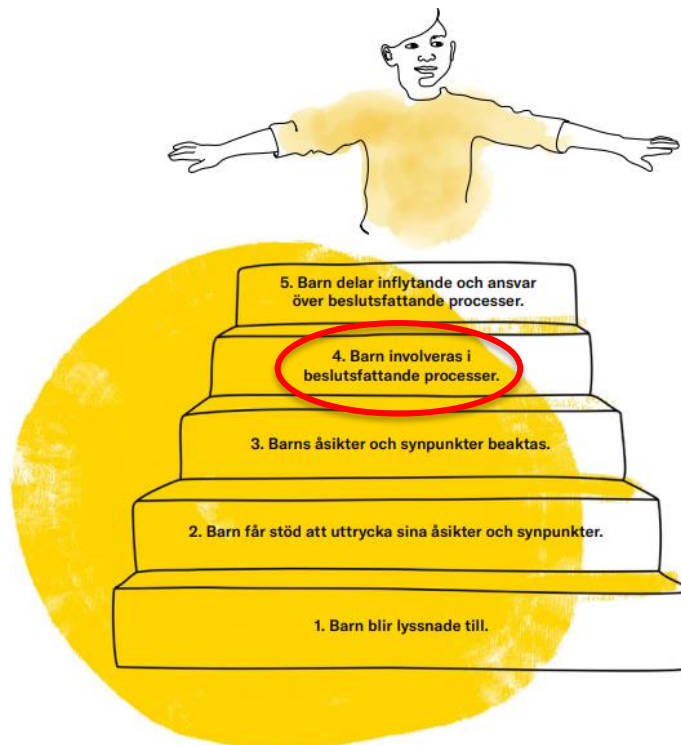 5. Barn delar inflytande och ansvar
över beslutsfattande processer.
4. Barn involveras i
beslutsfattande processer.
3. Barns åsikter och synpunkter beaktas.
2. Barn får stöd att uttrycka sina åsikter och synpunkter.
1. Barn blir lyssnade till.